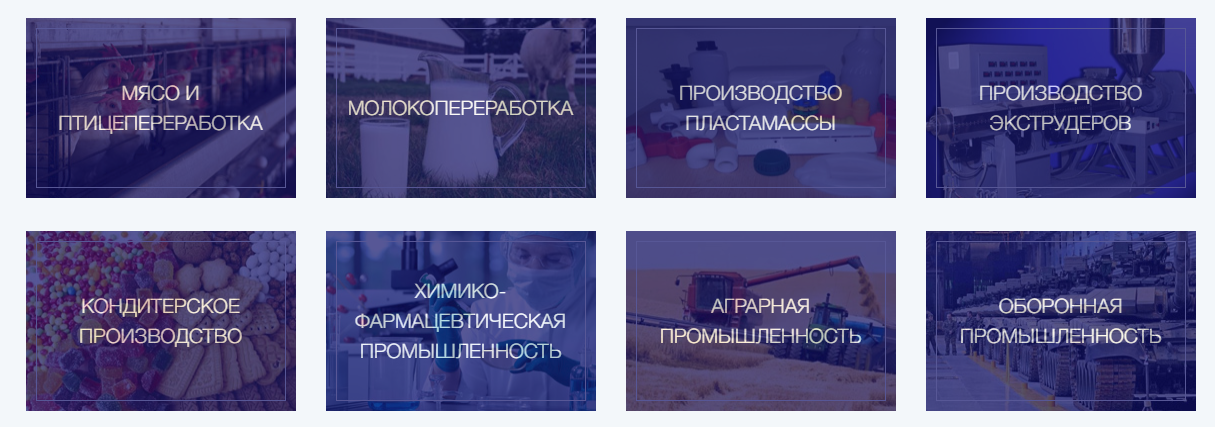 МЯСО И
ПТИЦЕПЕРЕРАБОТКА
МОЛОКОПЕРЕРАБОТКА
ПРОИЗВОДСТВО
ПЛАСТАМАССЫ
ПРОИЗВОДСТВО
ЭКСТРУДЕРОВ
КОНДИТЕРСКОЕ
ПРОИЗВОДСТВО
ХИМИКО-
ФАРМАЦЕВТИЧЕСКАЯ
ПРОМЫШЛЕННОСТЬ
АГРАРНАЯ
ПРОМЫШЛЕННОСТЬ
ОБОРОННАЯ
ПРОМЫШЛЕННОСТЬ